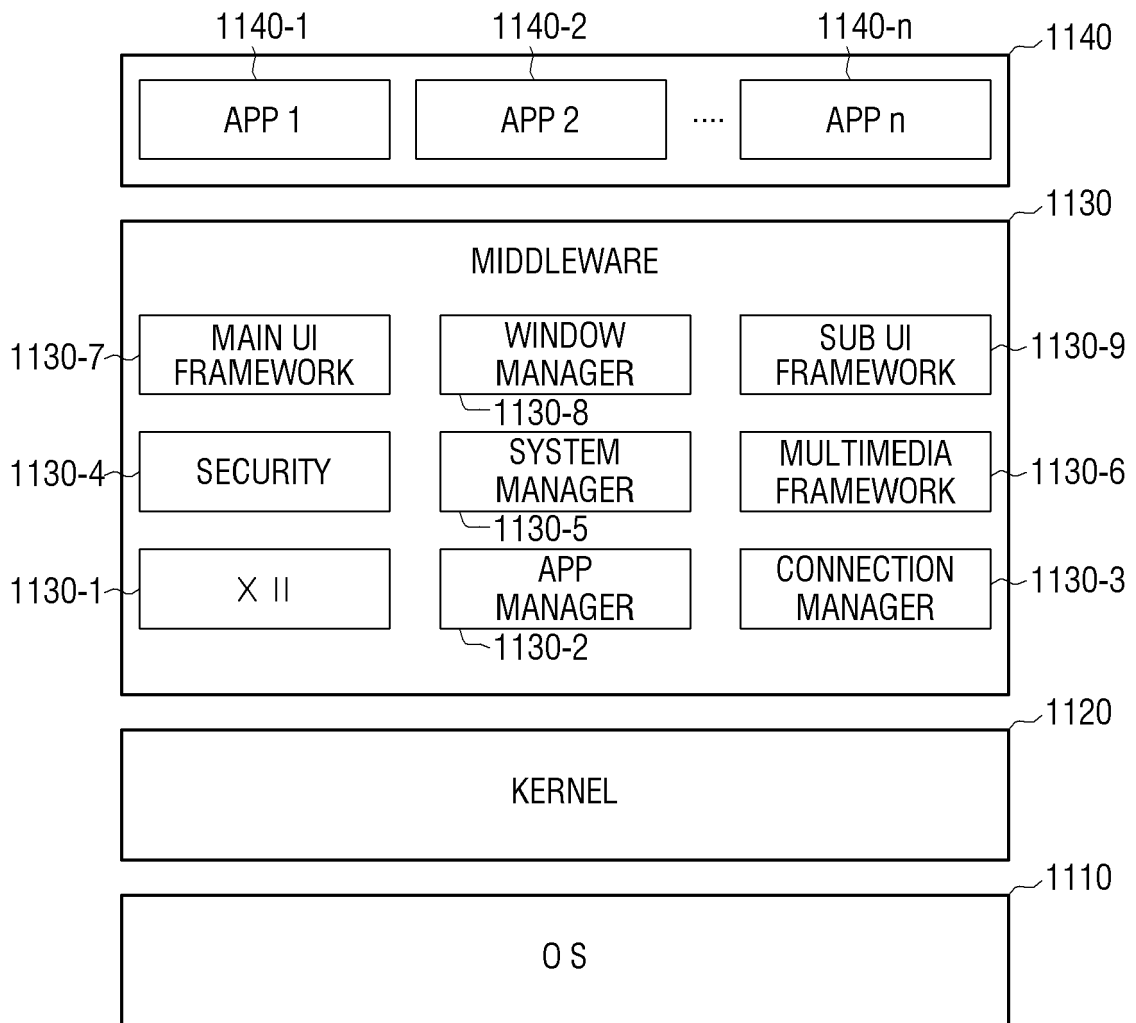 1140-1 1140-2 1140-n 1140
APP 1 APP 2 .... APP n
1130
MIDDLEWARE
MAIN UI
FRAMEWORK
WINDOW
MANAGER
SUB UI
FRAMEWORK
1130-7
1130-8
1130-9
SECURITY
SYSTEM
MANAGER
MULTIMEDIA
FRAMEWORK
1130-4
1130-5
1130-6
X II
APP
MANAGER
CONNECTION
MANAGER
1130-1
1130-2
1130-3
1120
KERNEL
1110
OS